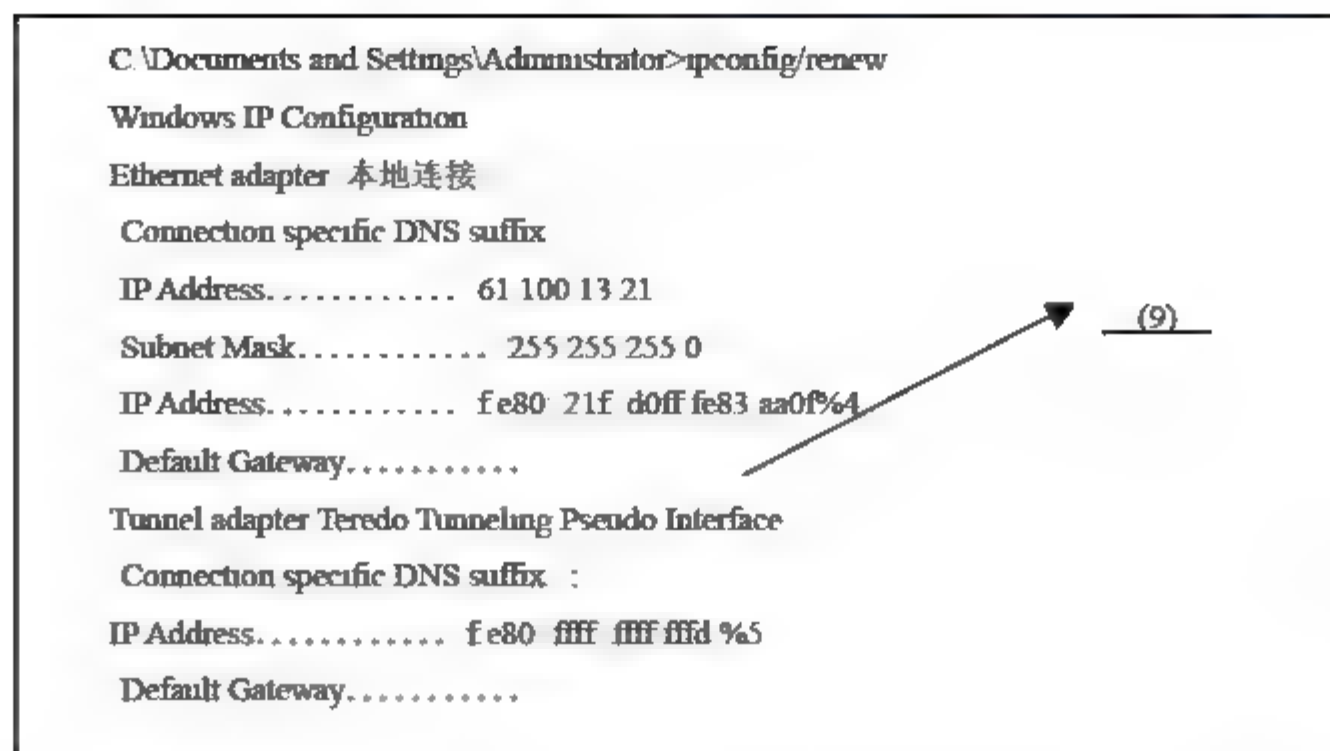 C:\Documents and Settings\Administrator>ipconfig/renew
Windows IP Configuration
Ethernet adapter 本地连接
Connection specific DNS suffix
IP Address............ 61 100 13 21
Subnet Mask............ 255 255 255 0
IP Address............ fe80 21f d0ff fe83 aa0f%4
Default Gateway...........
(9)
Tunnel adapter Teredo Tunneling Pseudo Interface
Connection specific DNS suffix :
IP Address............ fe80 ffff ffff fffd %5
Default Gateway...........